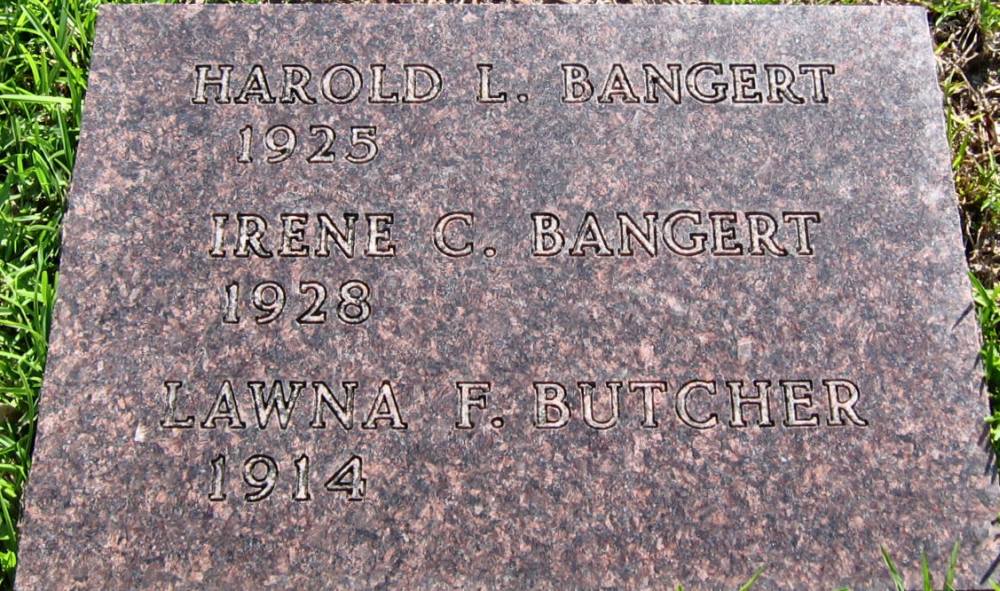 HAROLD L. BANGERT
1925
IRENE C. BANGERT
1928
LAWNA F. BUTCHER
1914